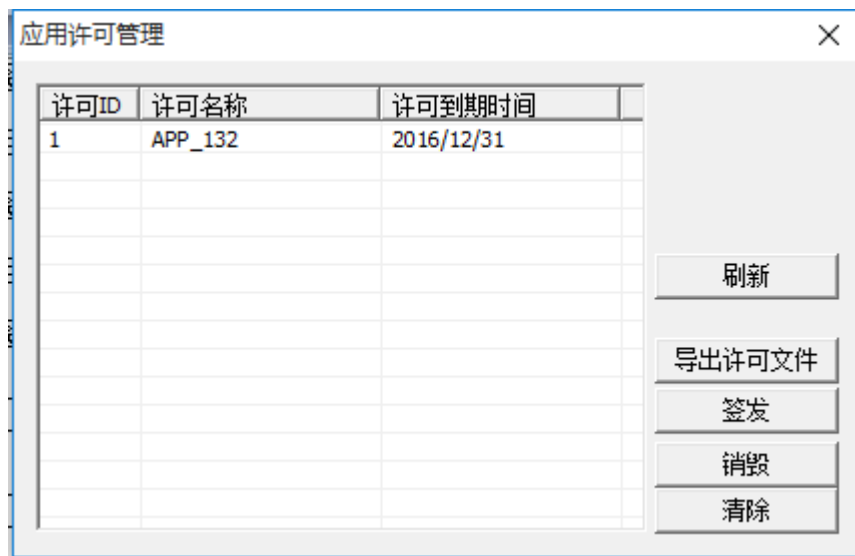 应用许可管理
许可ID 许可名称 许可到期时间
1 APP_132 2016/12/31
刷新
导出许可文件
签发
销毁
清除